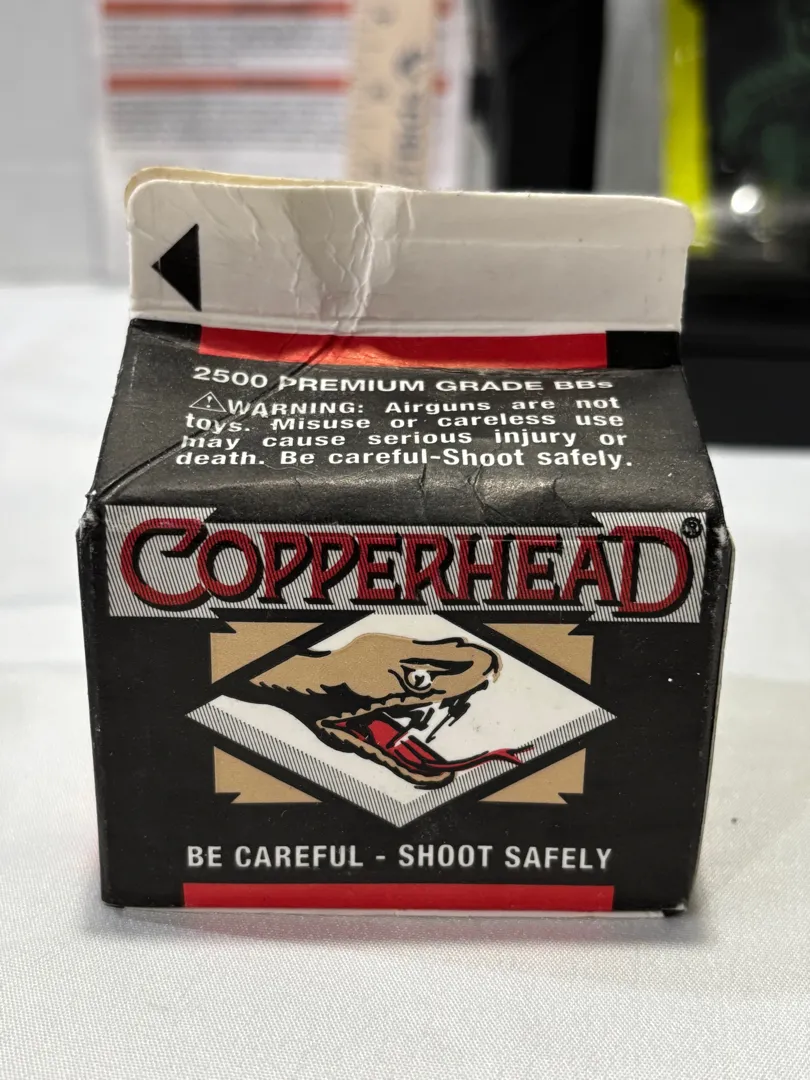 2500 PREMIUM GRADE BBs
⚠WARNING: Airguns are not
toys. Misuse or careless use
may cause serious injury or
death. Be careful-Shoot safely.
COPPERHEAD®
BE CAREFUL - SHOOT SAFELY